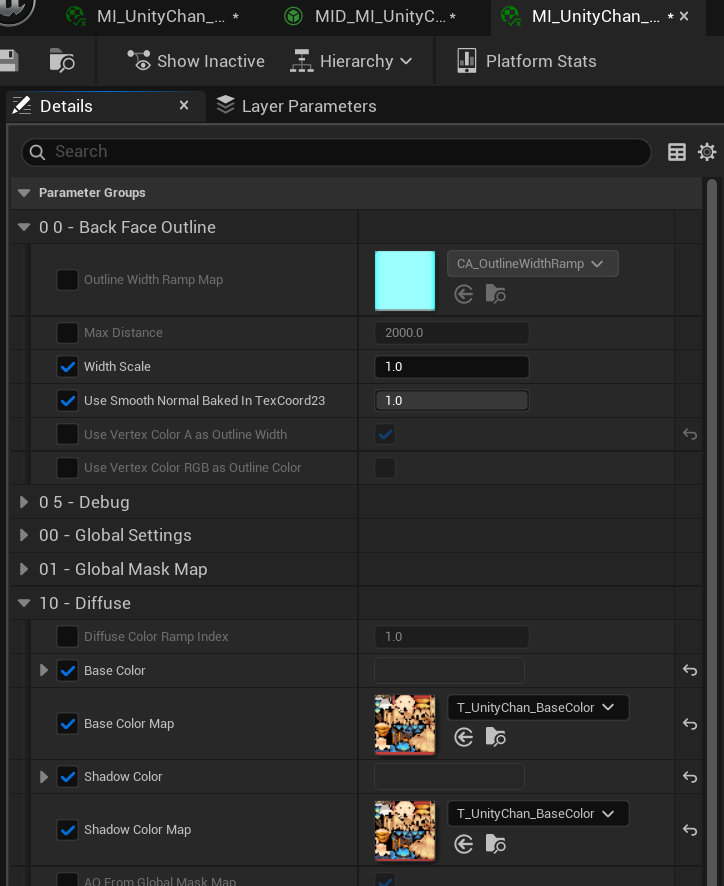 MI_UnityChan_... *
MID_MI_UnityC... *
MI_UnityChan_... *
Show Inactive
Hierarchy
Platform Stats
Details
Layer Parameters
Search
Parameter Groups
0 0 - Back Face Outline
Outline Width Ramp Map
CA_OutlineWidthRamp
Max Distance
2000.0
Width Scale
1.0
Use Smooth Normal Baked In TexCoord23
1.0
Use Vertex Color A as Outline Width
Use Vertex Color RGB as Outline Color
0 5 - Debug
00 - Global Settings
01 - Global Mask Map
10 - Diffuse
Diffuse Color Ramp Index
1.0
Base Color
Base Color Map
T_UnityChan_BaseColor
Shadow Color
Shadow Color Map
T_UnityChan_BaseColor
AO From Global Mask Map